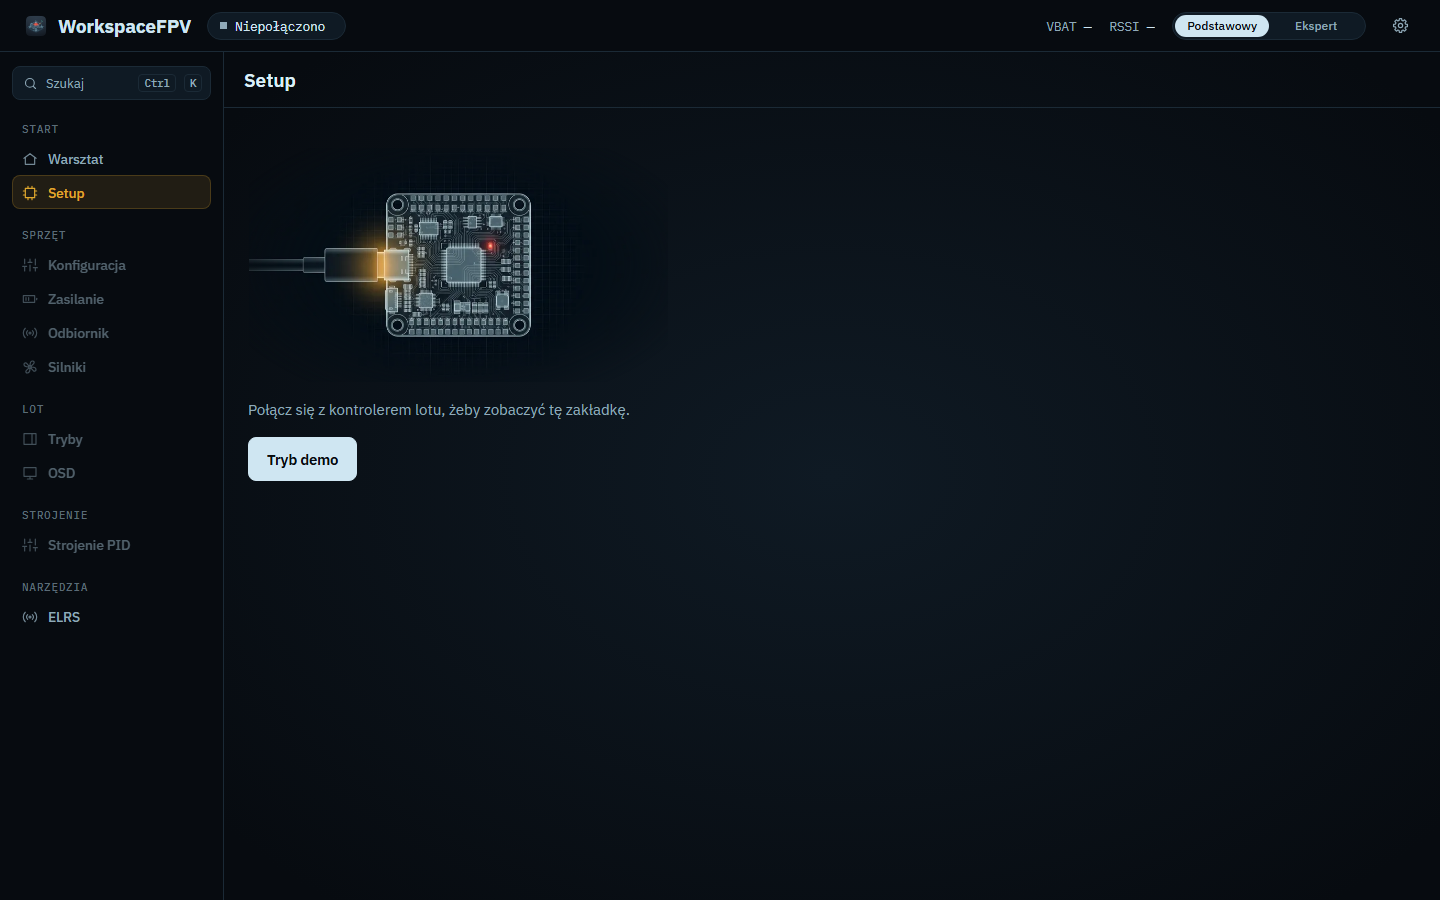 WorkspaceFPV
Niepołączono
VBAT —
RSSI —
Podstawowy
Ekspert
Szukaj
Ctrl
K
START
Warsztat
Setup
SPRZĘT
Konfiguracja
Zasilanie
Odbiornik
Silniki
LOT
Tryby
OSD
STROJENIE
Strojenie PID
NARZĘDZIA
ELRS
Setup
Połącz się z kontrolerem lotu, żeby zobaczyć tę zakładkę.
Tryb demo